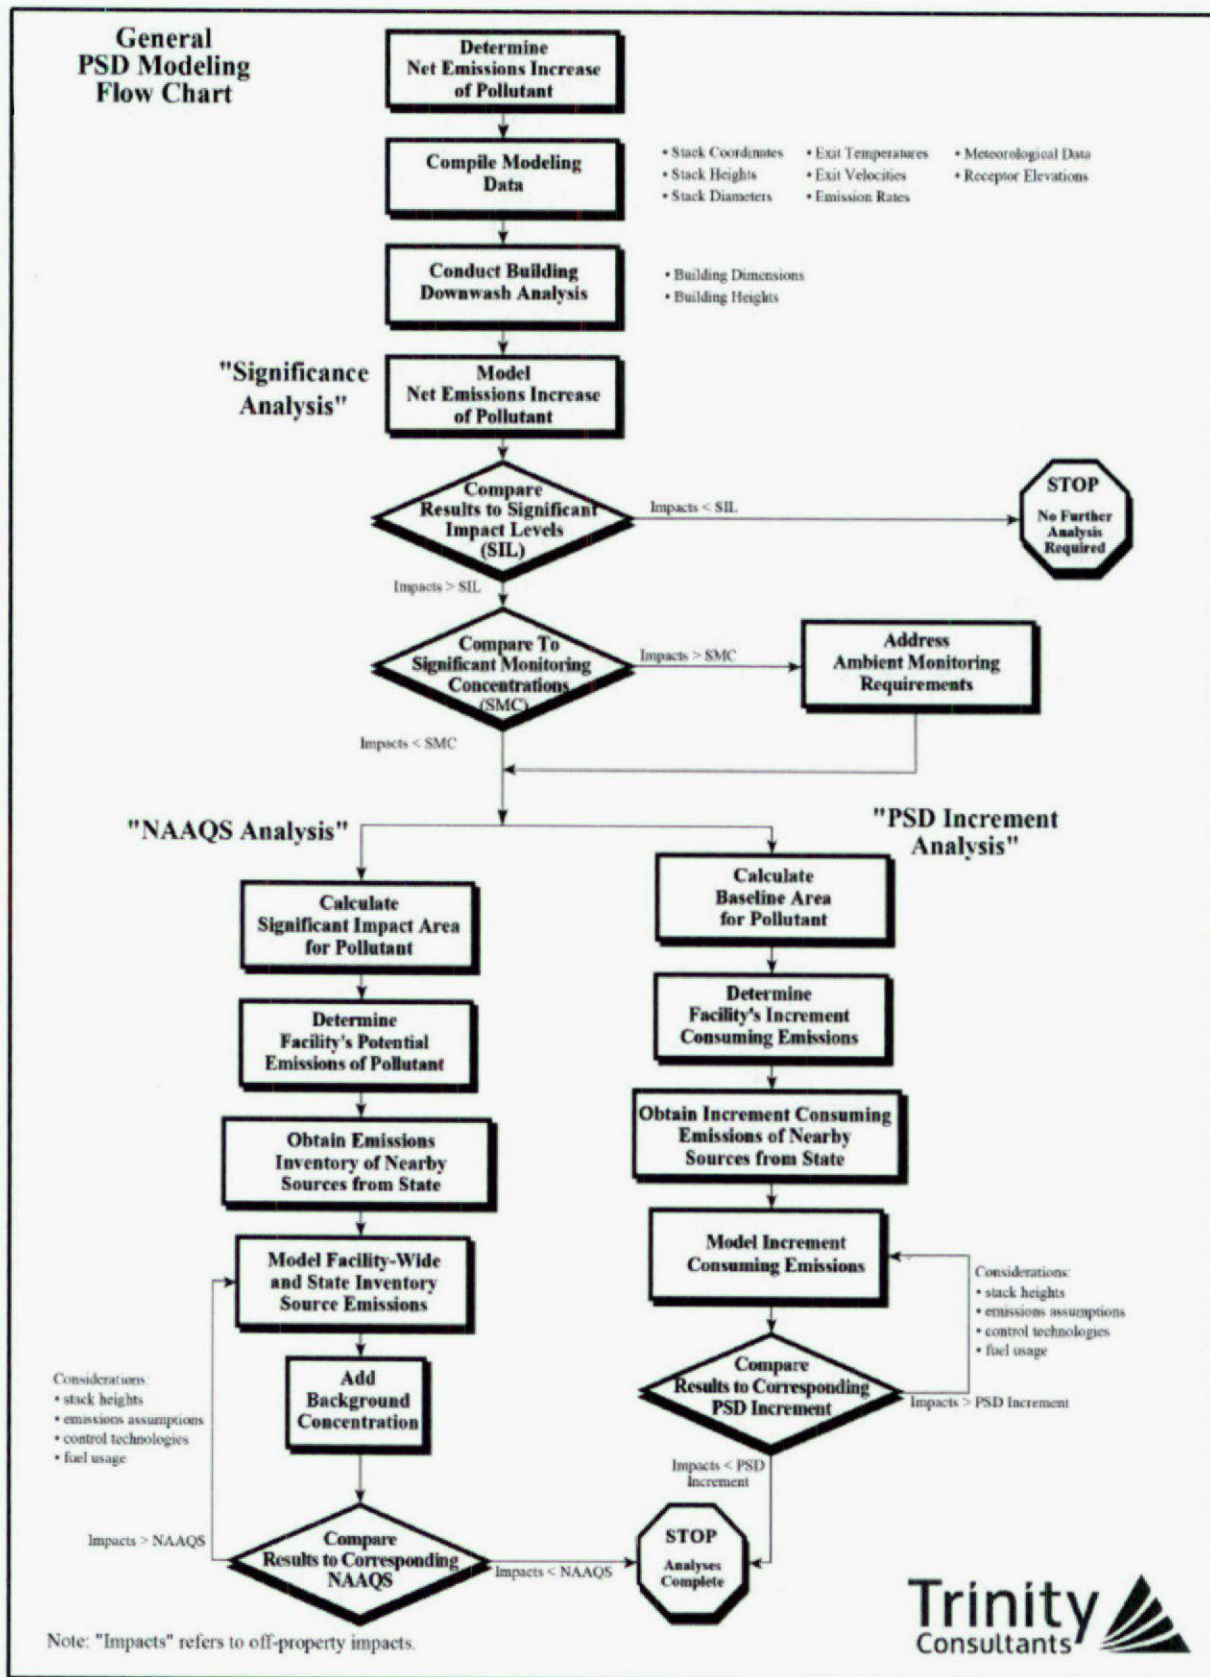 General
PSD Modeling
Flow Chart
Determine
Net Emissions Increase
of Pollutant
Compile Modeling
Data
• Stack Coordinates
• Stack Heights
• Stack Diameters
• Exit Temperatures
• Exit Velocities
• Emission Rates
• Meteorological Data
• Receptor Elevations
Conduct Building
Downwash Analysis
• Building Dimensions
• Building Heights
"Significance
Analysis"
Model
Net Emissions Increase
of Pollutant
Compare
Results to Significant
Impact Levels
(SIL)
Impacts < SIL
STOP
No Further
Analysis
Required
Impacts > SIL
Compare To
Significant Monitoring
Concentrations
(SMC)
Impacts > SMC
Address
Ambient Monitoring
Requirements
Impacts < SMC
"NAAQS Analysis"
"PSD Increment
Analysis"
Calculate
Significant Impact Area
for Pollutant
Determine
Facility's Potential
Emissions of Pollutant
Obtain Emissions
Inventory of Nearby
Sources from State
Model Facility-Wide
and State Inventory
Source Emissions
Add
Background
Concentration
Considerations:
• stack heights
• emissions assumptions
• control technologies
• fuel usage
Impacts > NAAQS
Compare
Results to Corresponding
NAAQS
Impacts < NAAQS
Calculate
Baseline Area
for Pollutant
Determine
Facility's Increment
Consuming Emissions
Obtain Increment Consuming
Emissions of Nearby
Sources from State
Model Increment
Consuming Emissions
Considerations:
• stack heights
• emissions assumptions
• control technologies
• fuel usage
Compare
Results to Corresponding
PSD Increment
Impacts > PSD Increment
Impacts < PSD
Increment
STOP
Analyses
Complete
Note: "Impacts" refers to off-property impacts.
Trinity
Consultants